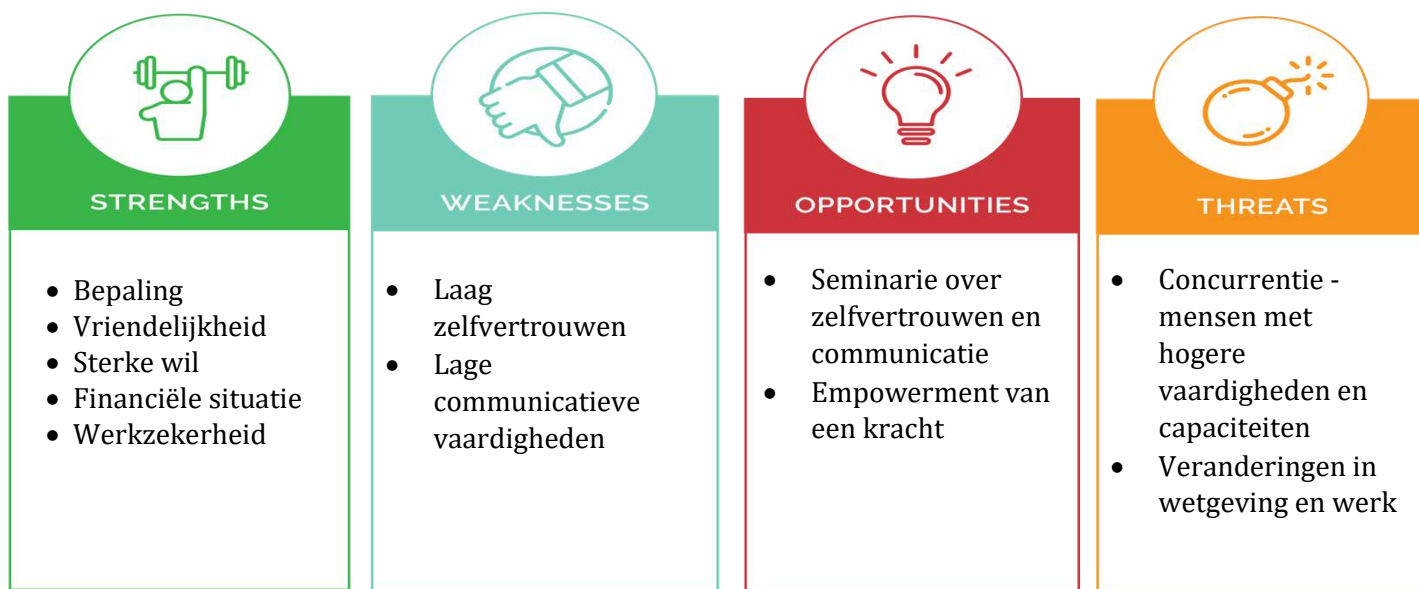 STRENGTHS
• Bepaling
• Vriendelijkheid
• Sterke wil
• Financiële situatie
• Werkzekerheid
WEAKNESSES
• Laag
zelfvertrouwen
• Lage
communicatieve
vaardigheden
OPPORTUNITIES
• Seminarie over
zelfvertrouwen en
communicatie
• Empowerment van
een kracht
THREATS
• Concurrentie -
mensen met
hogere
vaardigheden en
capaciteiten
• Veranderingen in
wetgeving en werk